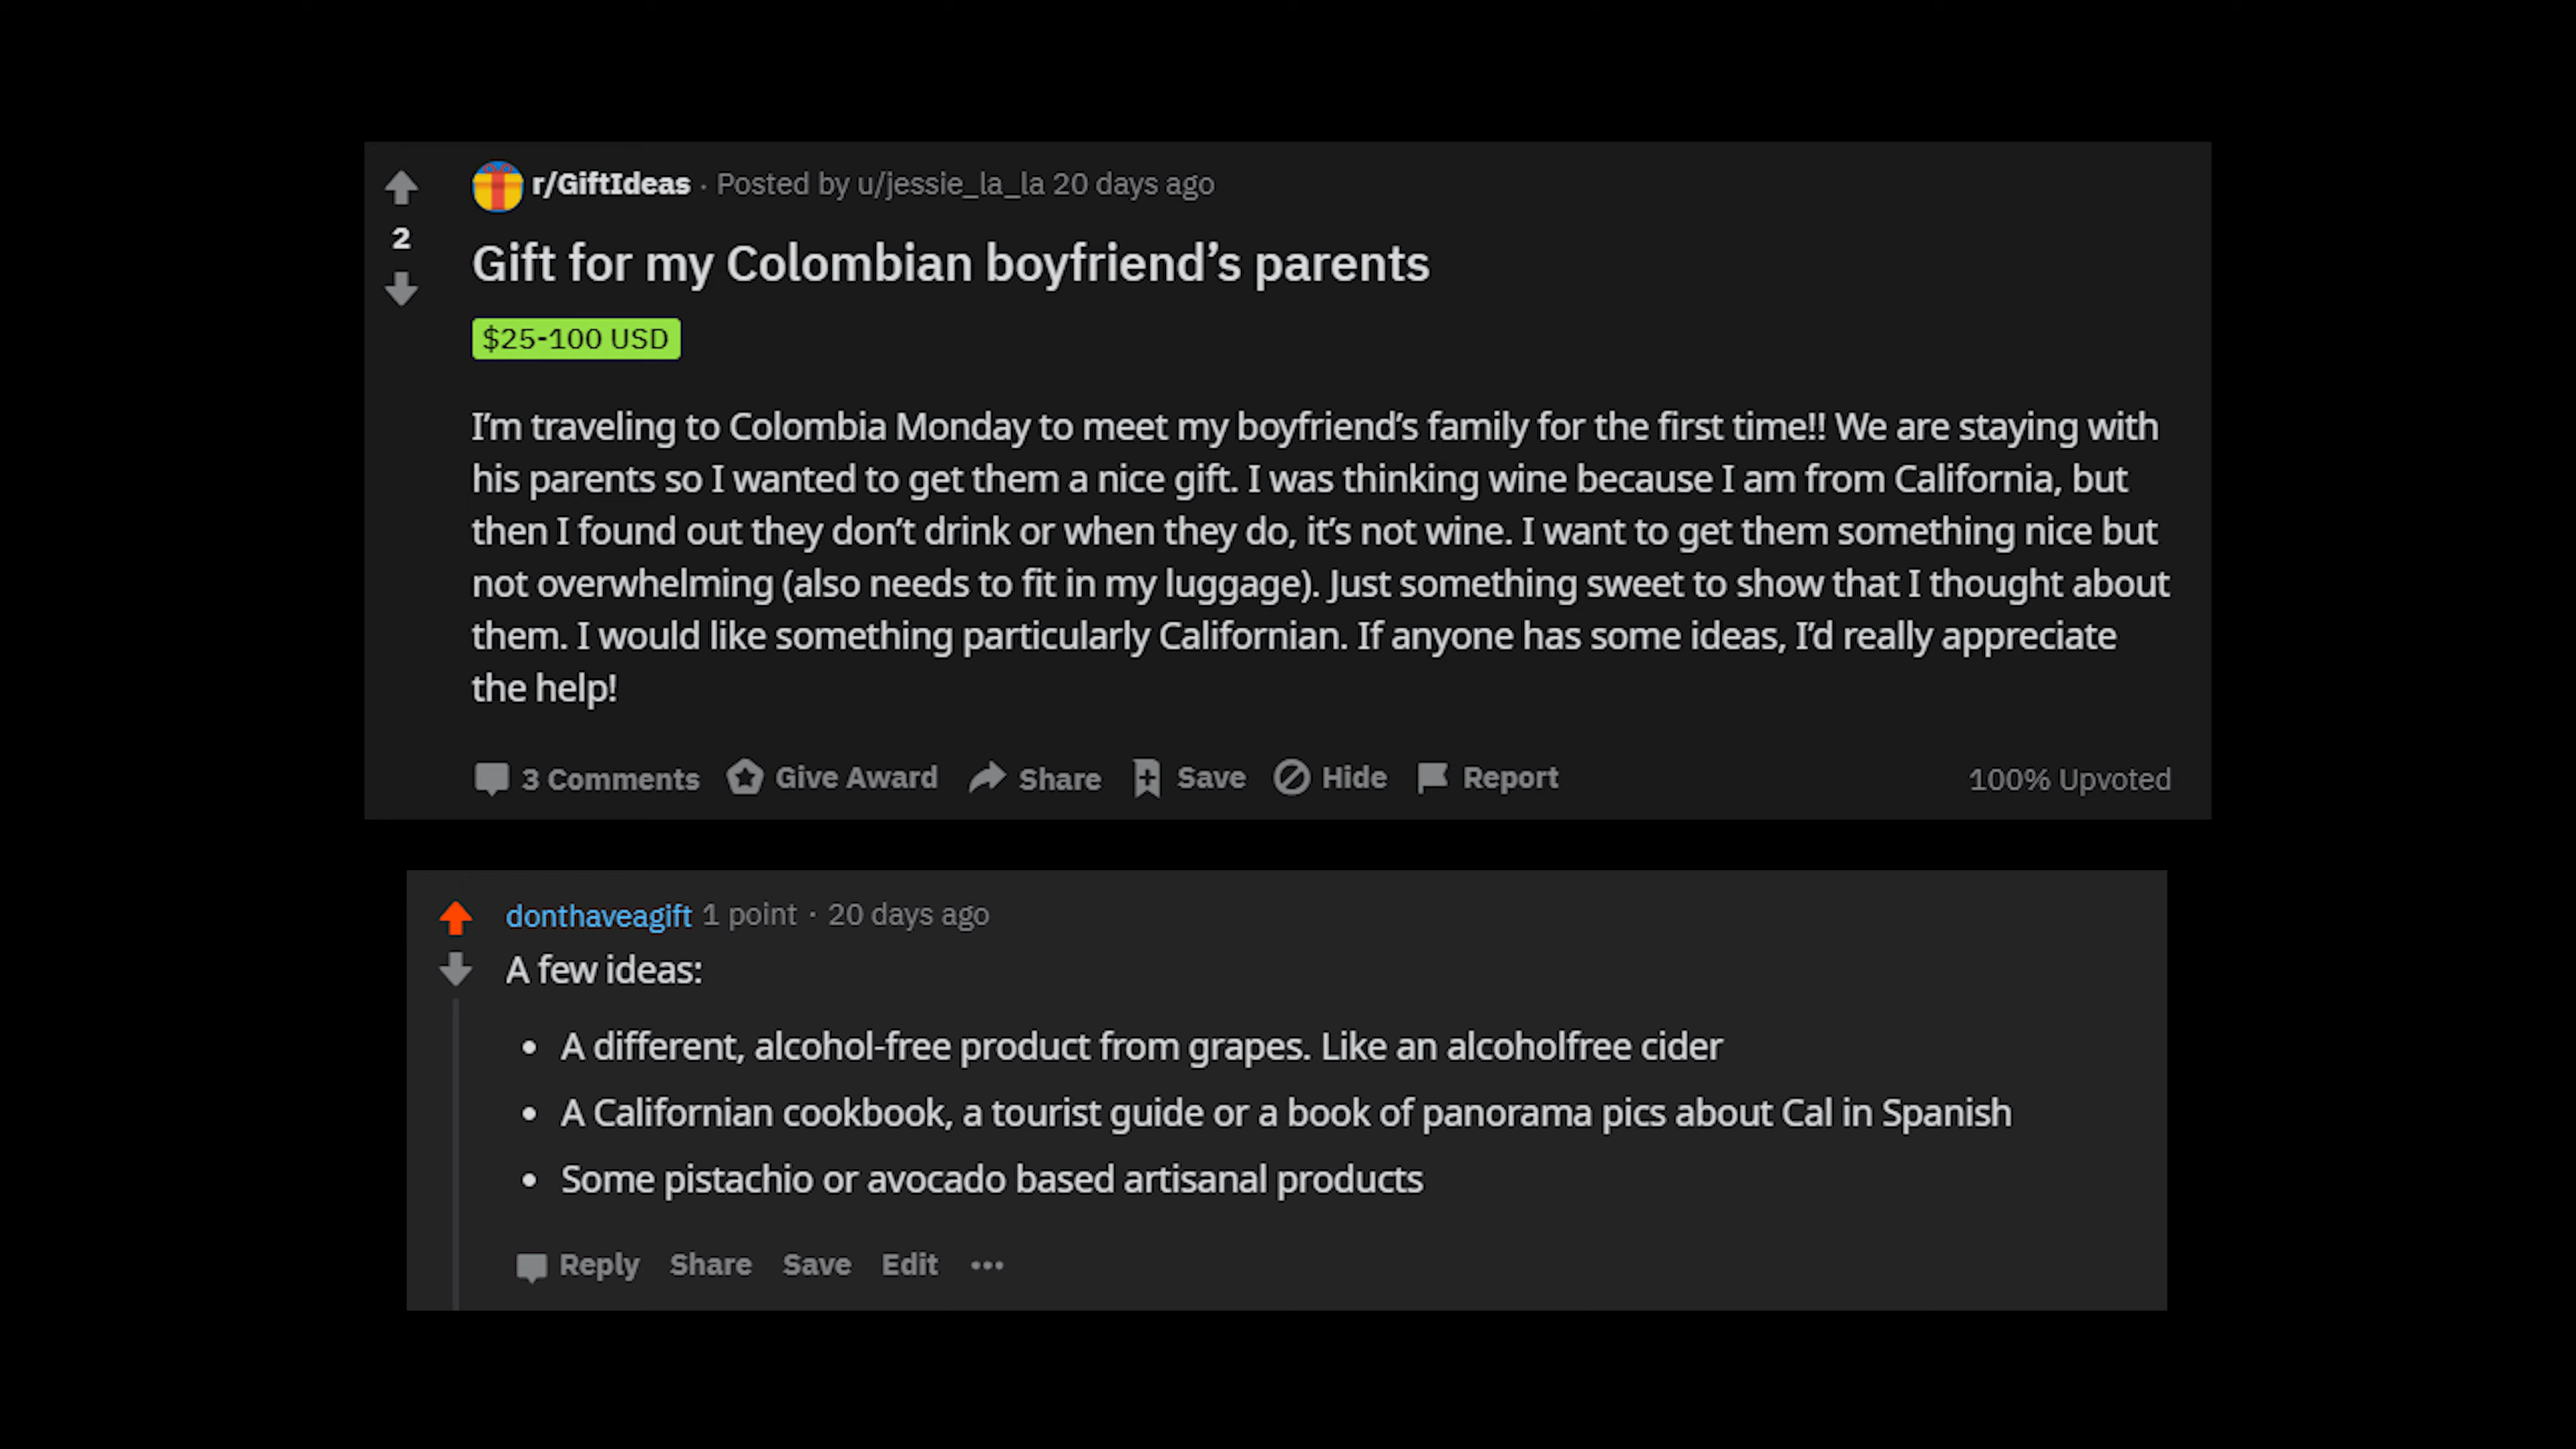 r/GiftIdeas · Posted by u/jessie_la_la 20 days ago
2
Gift for my Colombian boyfriend’s parents
$25-100 USD
I’m traveling to Colombia Monday to meet my boyfriend’s family for the first time!! We are staying with
his parents so I wanted to get them a nice gift. I was thinking wine because I am from California, but
then I found out they don’t drink or when they do, it’s not wine. I want to get them something nice but
not overwhelming (also needs to fit in my luggage). Just something sweet to show that I thought about
them. I would like something particularly Californian. If anyone has some ideas, I’d really appreciate
the help!
3 Comments Give Award Share Save Hide Report 100% Upvoted
donthaveagift 1 point · 20 days ago
A few ideas:
• A different, alcohol-free product from grapes. Like an alcoholfree cider
• A Californian cookbook, a tourist guide or a book of panorama pics about Cal in Spanish
• Some pistachio or avocado based artisanal products
Reply Share Save Edit •••